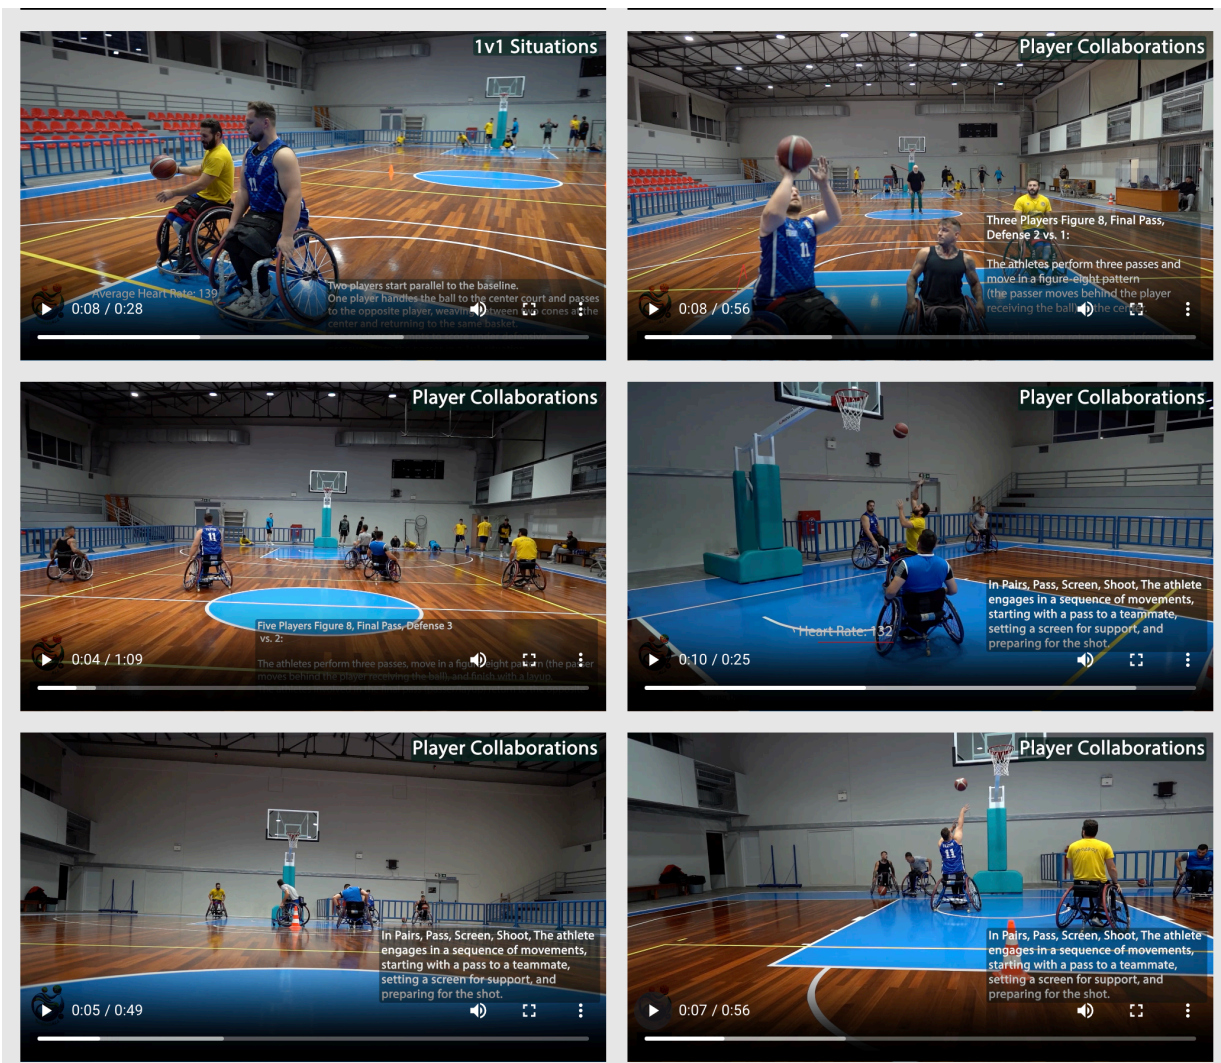 1v1 Situations
Average Heart Rate: 139
Two players start parallel to the baseline.
One player handles the ball to the center court and passes
to the opposite player, weaving between two cones at the
center and returning to the same basket.
0:08 / 0:28
Player Collaborations
11
Three Players Figure 8, Final Pass,
Defense 2 vs. 1:
The athletes perform three passes and
move in a figure-eight pattern
(the passer moves behind the player
receiving the ball) the
0:08 / 0:56
Player Collaborations
11
Five Players Figure 8, Final Pass, Defense 3
vs. 2:
The athletes perform three passes, move in a figure-eight pattern (the passer
moves behind the player receiving the ball), and finish with a layup.
0:04 / 1:09
Player Collaborations
Heart Rate: 132
In Pairs, Pass, Screen, Shoot, The athlete
engages in a sequence of movements,
starting with a pass to a teammate,
setting a screen for support, and
preparing for the shot.
0:10 / 0:25
Player Collaborations
In Pairs, Pass, Screen, Shoot, The athlete
engages in a sequence of movements,
starting with a pass to a teammate,
setting a screen for support, and
preparing for the shot.
0:05 / 0:49
Player Collaborations
11
In Pairs, Pass, Screen, Shoot, The athlete
engages in a sequence of movements,
starting with a pass to a teammate,
setting a screen for support, and
preparing for the shot.
0:07 / 0:56